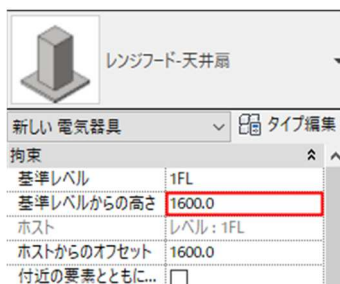 レンジフード-天井扇
新しい 電気器具 タイプ編集
拘束
基準レベル 1FL
基準レベルからの高さ 1600.0
ホスト レベル : 1FL
ホストからのオフセット 1600.0
付近の要素とともに...